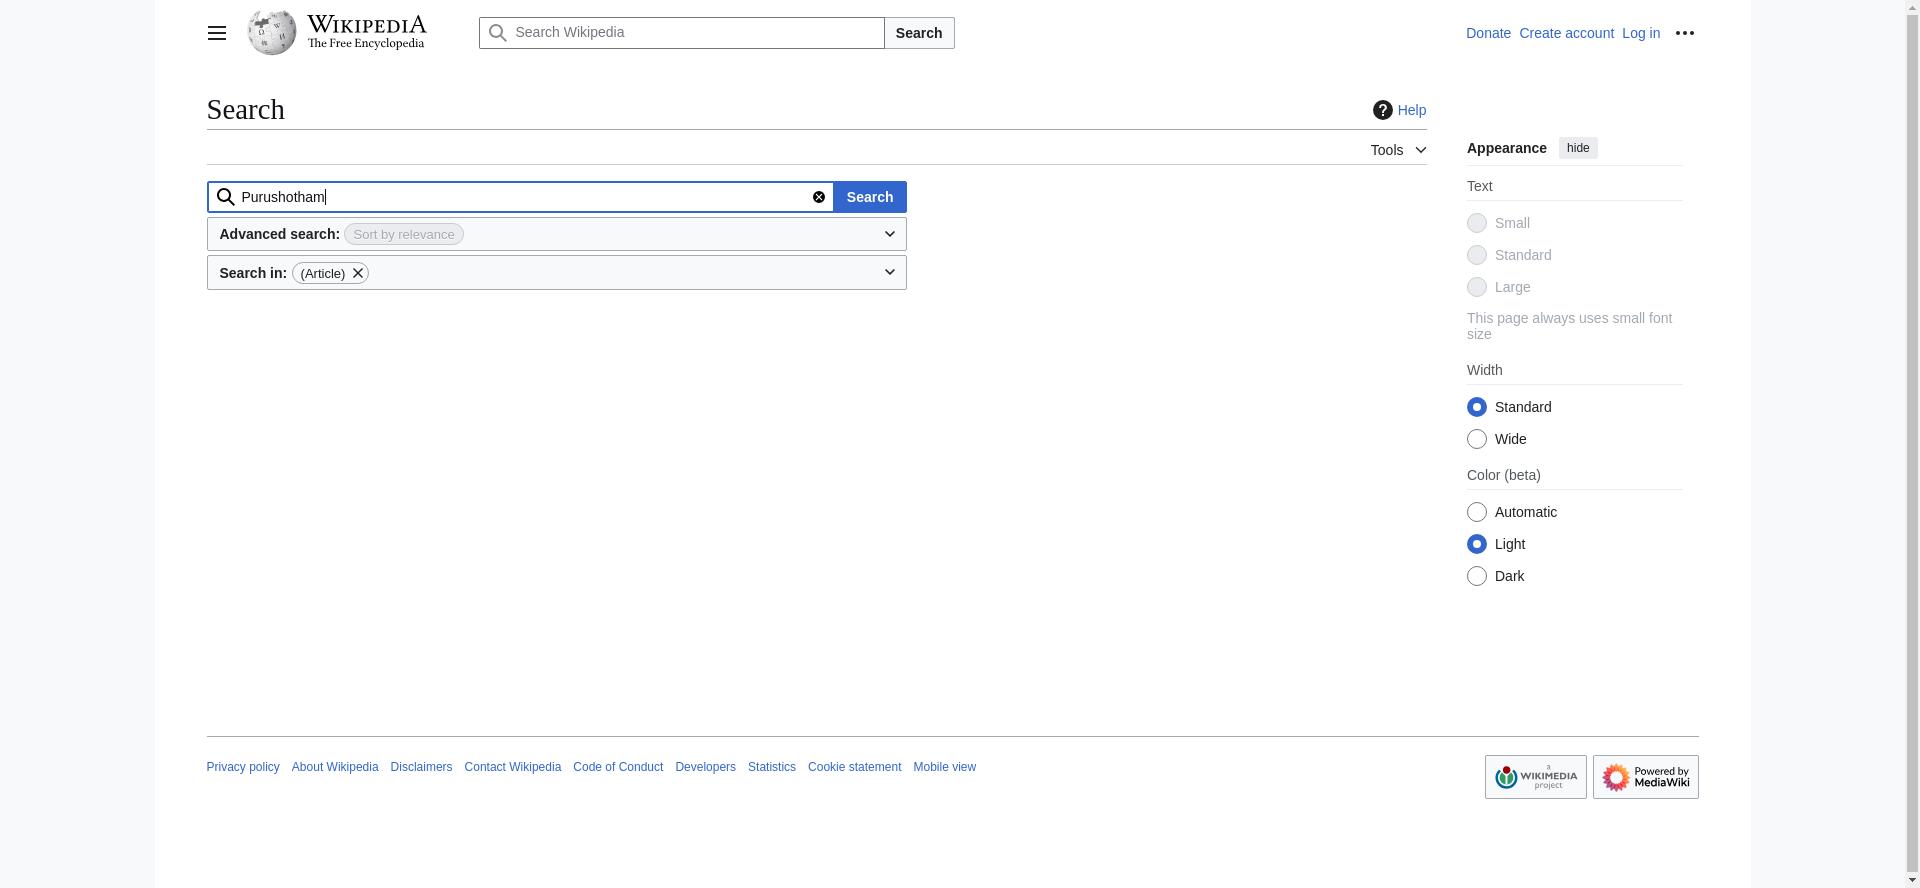 WIKIPEDIA
The Free Encyclopedia
Search Wikipedia
Search
Donate Create account Log in
Search
Help
Tools
Purushotham
Search
Advanced search: Sort by relevance
Search in: (Article)
Appearance hide
Text
Small
Standard
Large
This page always uses small font
size
Width
Standard
Wide
Color (beta)
Automatic
Light
Dark
Privacy policy About Wikipedia Disclaimers Contact Wikipedia Code of Conduct Developers Statistics Cookie statement Mobile view
a
WIKIMEDIA
project
Powered by
MediaWiki